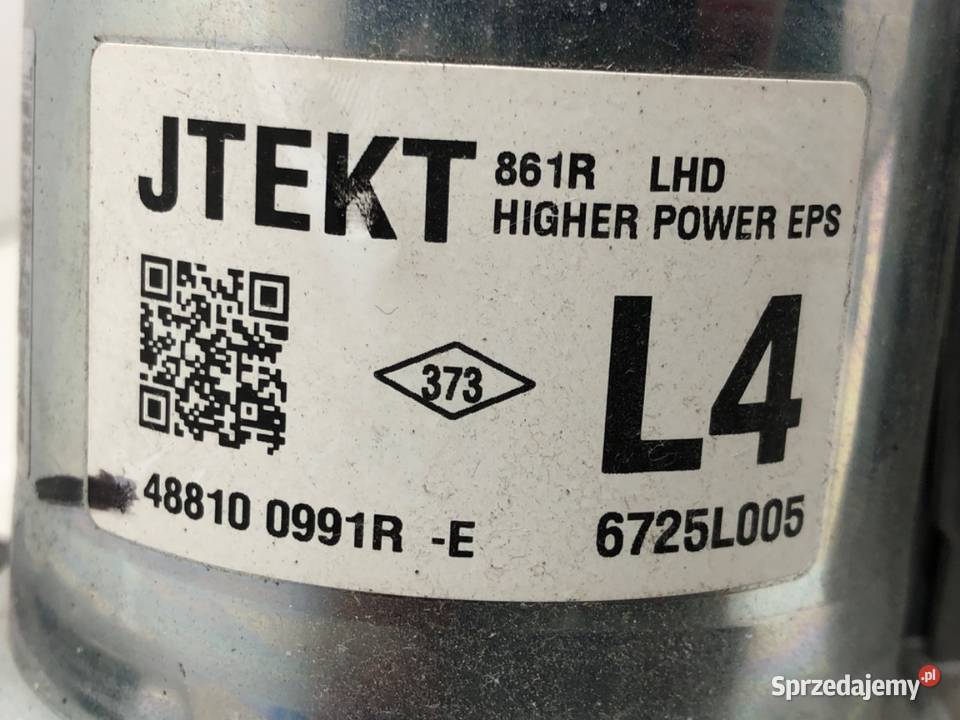 JTEKT 861R LHD
HIGHER POWER EPS
373
L4
48810 0991R -E 6725L005
Sprzedajemy.pl